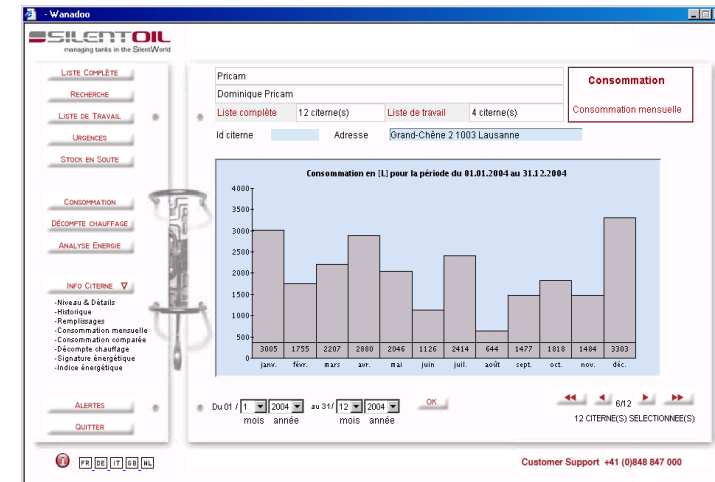 - Wanadoo
SILENTOIL
managing tanks in the SilentWorld
LISTE COMPLÈTE
RECHERCHE
LISTE DE TRAVAIL
URGENCES
STOCK EN SOUTE
CONSOMMATION
DÉCOMPTE CHAUFFAGE
ANALYSE ENERGIE
INFO CITERNE ∇
-Niveau & Détails
-Historique
-Remplissages
-Consommation mensuelle
-Consommation comparée
-Décompte chauffage
-Signature énergétique
-Indice énergétique
ALERTES
QUITTER
Pricam
Dominique Pricam
Liste complète 12 citerne(s) Liste de travail 4 citerne(s)
Consommation
Consommation mensuelle
Id citerne Adresse Grand-Chêne 2 1003 Lausanne
Consommation en [L] pour la période du 01.01.2004 au 31.12.2004
4000
3500
3000
2500
2000
1500
1000
500
0
3005 1755 2207 2880 2046 1126 2414 644 1477 1818 1484 3303
janv. févr. mars avr. mai juin juil. août sept. oct. nov. déc.
Du 01 / 1 2004 au 31/ 12 2004 OK
mois année mois année
6/12
12 CITERNE(S) SELECTIONNEE(S)
FR DE IT GB NL
Customer Support +41 (0)848 847 000